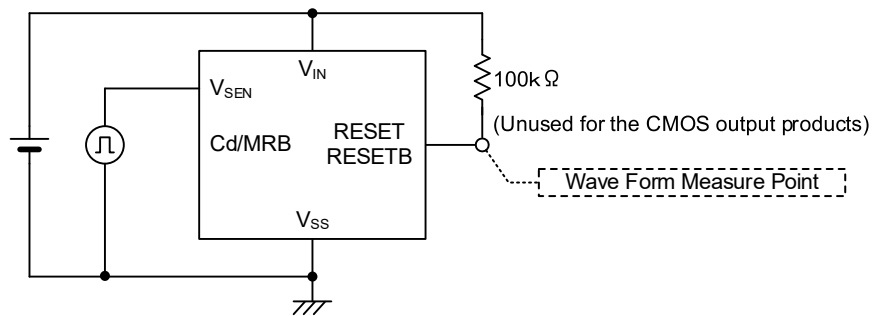 V_IN
100kΩ
V_SEN
(Unused for the CMOS output products)
Cd/MRB
RESET
RESETB
Wave Form Measure Point
V_SS